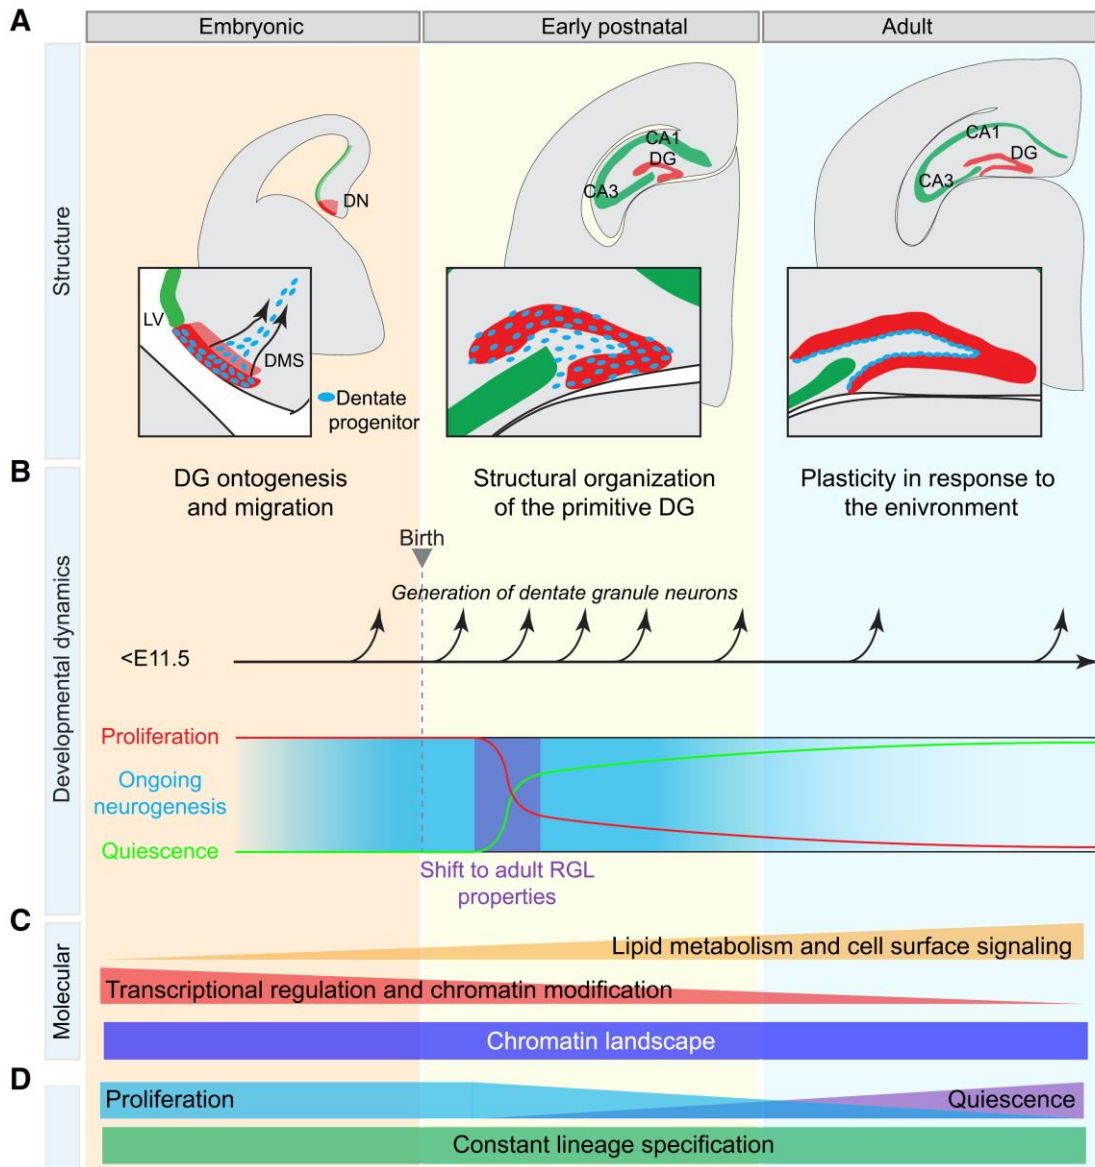 A
Embryonic
Early postnatal
Adult
Structure
DN
LV
DMS
Dentate
progenitor
CA1
DG
CA3
CA1
DG
CA3
B
DG ontogenesis
and migration
Structural organization
of the primitive DG
Plasticity in response to
the enivronment
Developmental dynamics
Birth
Generation of dentate granule neurons
<E11.5
Proliferation
Ongoing
neurogenesis
Quiescence
Shift to adult RGL
properties
C
Molecular
Lipid metabolism and cell surface signaling
Transcriptional regulation and chromatin modification
Chromatin landscape
D
Proliferation
Quiescence
Constant lineage specification